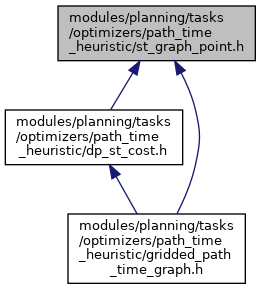 modules/planning/tasks
/optimizers/path_time
_heuristic/st_graph_point.h
modules/planning/tasks
/optimizers/path_time
_heuristic/dp_st_cost.h
modules/planning/tasks
/optimizers/path_time
_heuristic/gridded_path
_time_graph.h